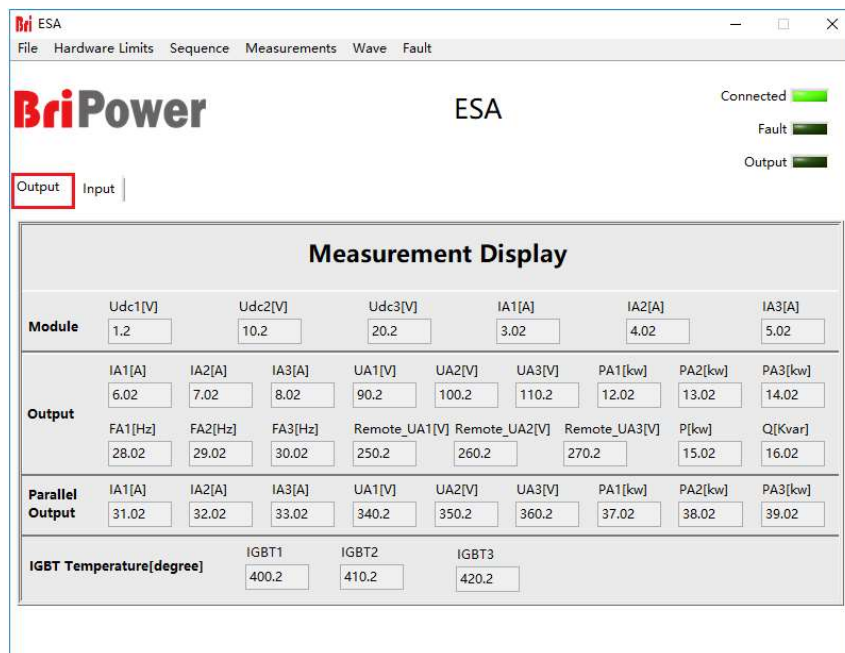 Bri ESA
File Hardware Limits Sequence Measurements Wave Fault
BriPower
ESA
Connected
Fault
Output
Output Input
Measurement Display
Udc1[V] Udc2[V] Udc3[V] IA1[A] IA2[A] IA3[A]
Module 1.2 10.2 20.2 3.02 4.02 5.02
IA1[A] IA2[A] IA3[A] UA1[V] UA2[V] UA3[V] PA1[kw] PA2[kw] PA3[kw]
6.02 7.02 8.02 90.2 100.2 110.2 12.02 13.02 14.02
Output
FA1[Hz] FA2[Hz] FA3[Hz] Remote_UA1[V] Remote_UA2[V] Remote_UA3[V] P[kw] Q[Kvar]
28.02 29.02 30.02 250.2 260.2 270.2 15.02 16.02
Parallel Output
IA1[A] IA2[A] IA3[A] UA1[V] UA2[V] UA3[V] PA1[kw] PA2[kw] PA3[kw]
31.02 32.02 33.02 340.2 350.2 360.2 37.02 38.02 39.02
IGBT Temperature[degree]
IGBT1 IGBT2 IGBT3
400.2 410.2 420.2